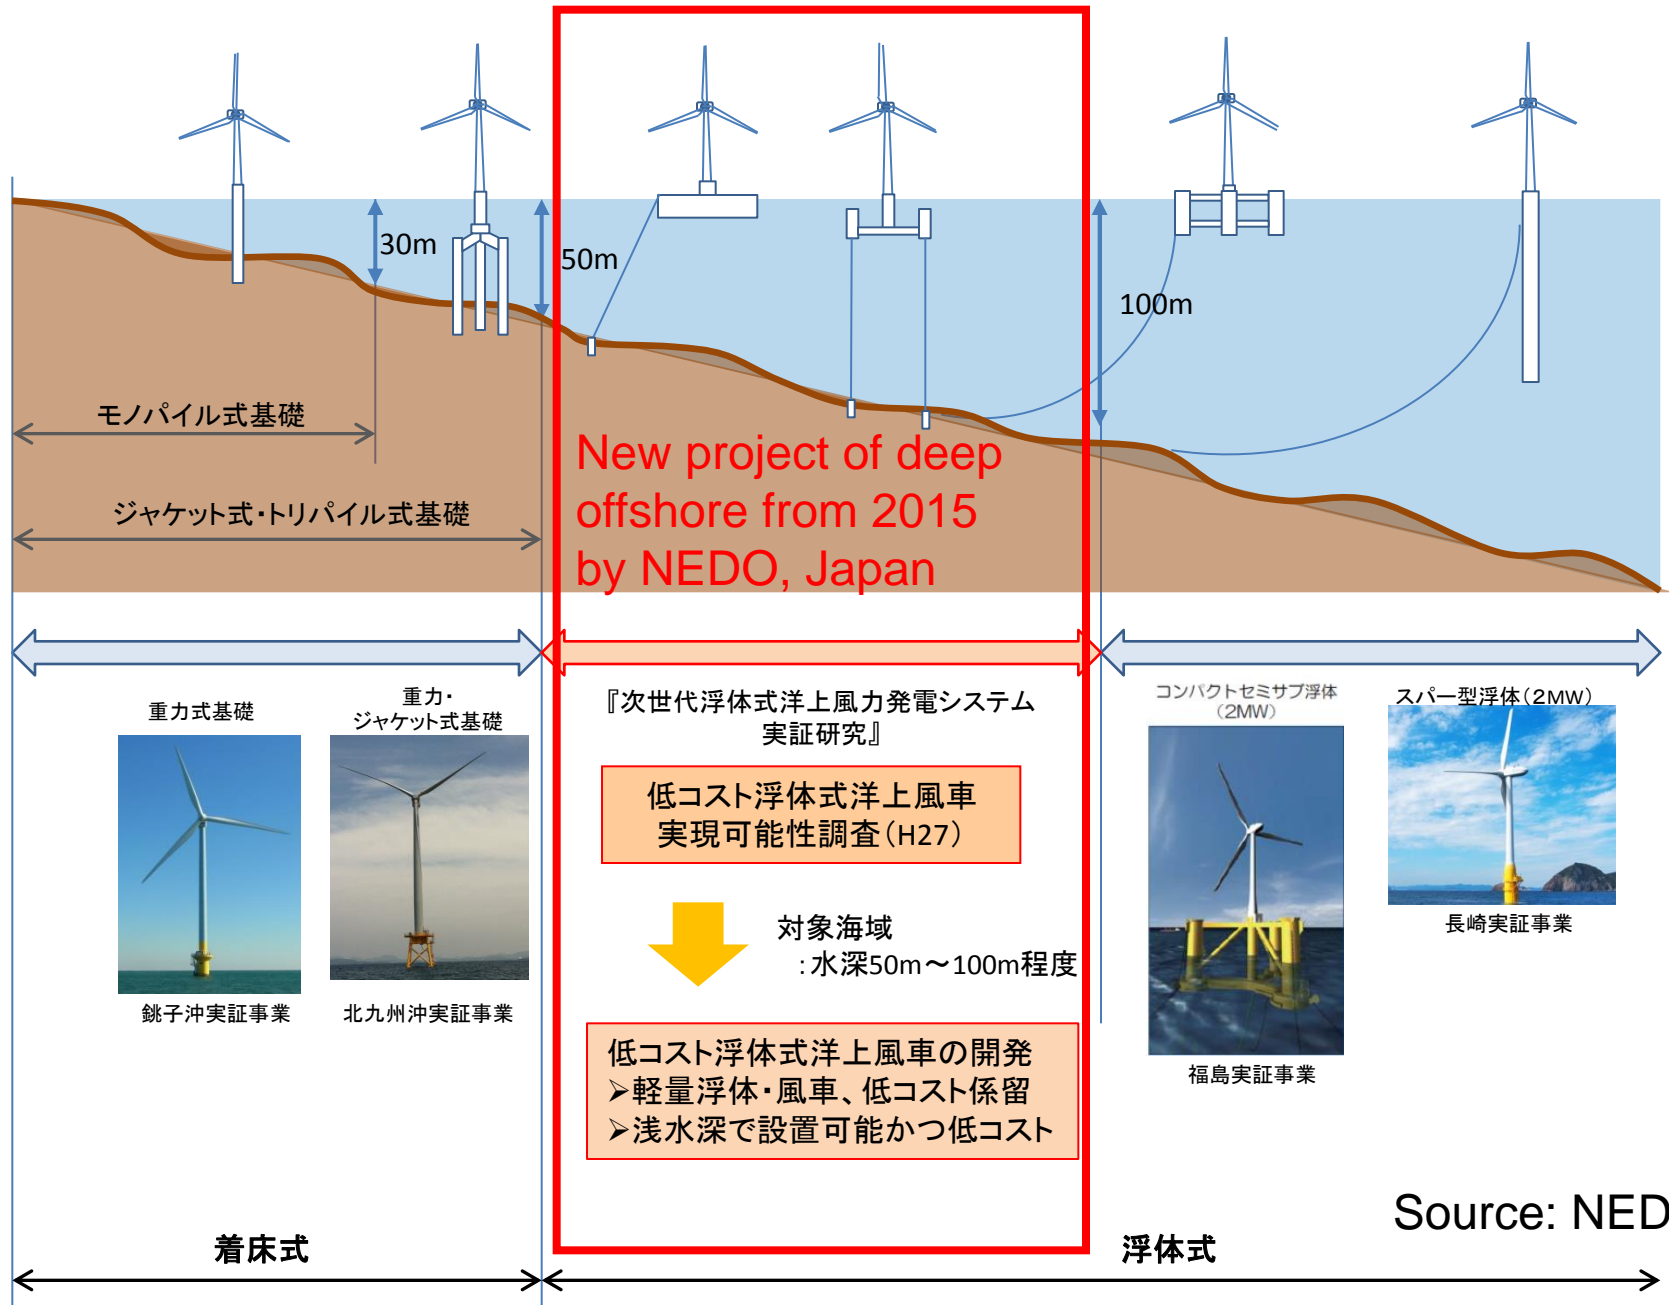 30m
50m
100m
モノパイル式基礎
ジャケット式・トリパイル式基礎
New project of deep
offshore from 2015
by NEDO, Japan
重力式基礎
重力・
ジャケット式基礎
『次世代浮体式洋上風力発電システム
実証研究』
コンパクトセミサブ浮体
(2MW)
スパー型浮体(2MW)
低コスト浮体式洋上風車
実現可能性調査(H27)
対象海域
:水深50m～100m程度
銚子沖実証事業
北九州沖実証事業
長崎実証事業
福島実証事業
低コスト浮体式洋上風車の開発
➢軽量浮体・風車、低コスト係留
➢浅水深で設置可能かつ低コスト
Source: NED
着床式
浮体式